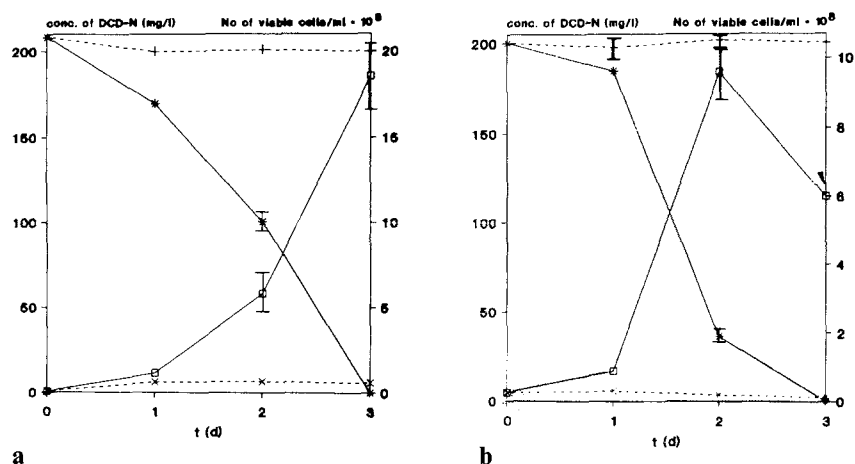 conc. of DCD-N (mg/l) No of viable cells/ml · 10⁸
200
150
100
50
0
20
15
10
5
0
0 1 2 3
t (d)
a
conc. of DCD-N (mg/l) No of viable cells/ml · 10⁸
200
150
100
50
0
10
8
6
4
2
0
0 1 2 3
t (d)
b